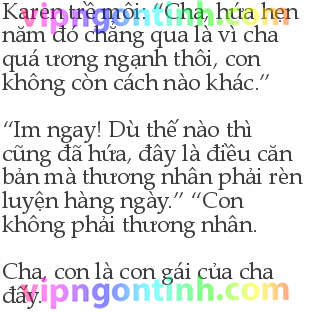 Karen trề môi: “Cha, hứa hẹn
vipngontinh.com
năm đó chẳng qua là vì cha
quá ương ngạnh thôi, con
không còn cách nào khác.”
“Im ngay! Dù thế nào thì
cũng đã hứa, đây là điều căn
bản mà thương nhân phải rèn
luyện hàng ngày.” “Con
không phải thương nhân.
Cha, con là con gái của cha
đây.
vipngontinh.com